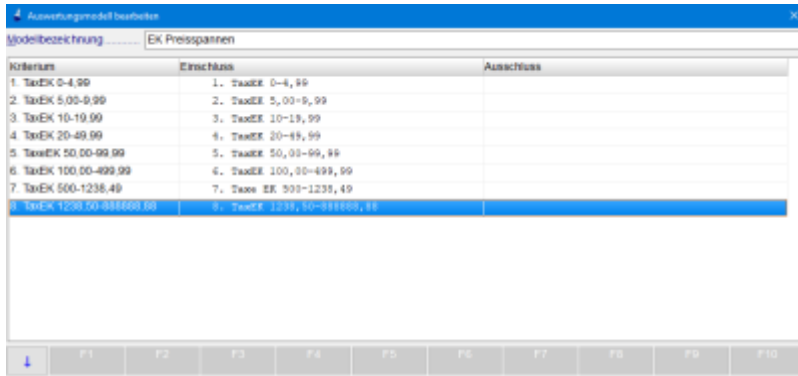 Auswertungsmodell bearbeiten
Modellbezeichnung......... EK Preisspannen
Kriterium Einschluss Ausschluss
1. TaxEK 0-4,99 1. TaxEK 0-4,99
2. TaxEK 5,00-9,99 2. TaxEK 5,00-9,99
3. TaxEK 10-19,99 3. TaxEK 10-19,99
4. TaxEK 20-49,99 4. TaxEK 20-49,99
5. TaxeEK 50,00-99,99 5. TaxEK 50,00-99,99
6. TaxEK 100,00-499,99 6. TaxEK 100,00-499,99
7. TaxEK 500-1238,49 7. Taxe EK 500-1238,49
8. TaxEK 1238,50-888888,88 8. TaxEK 1238,50-888888,88
F1 F2 F3 F4 F5 F6 F7 F8 F9 F10